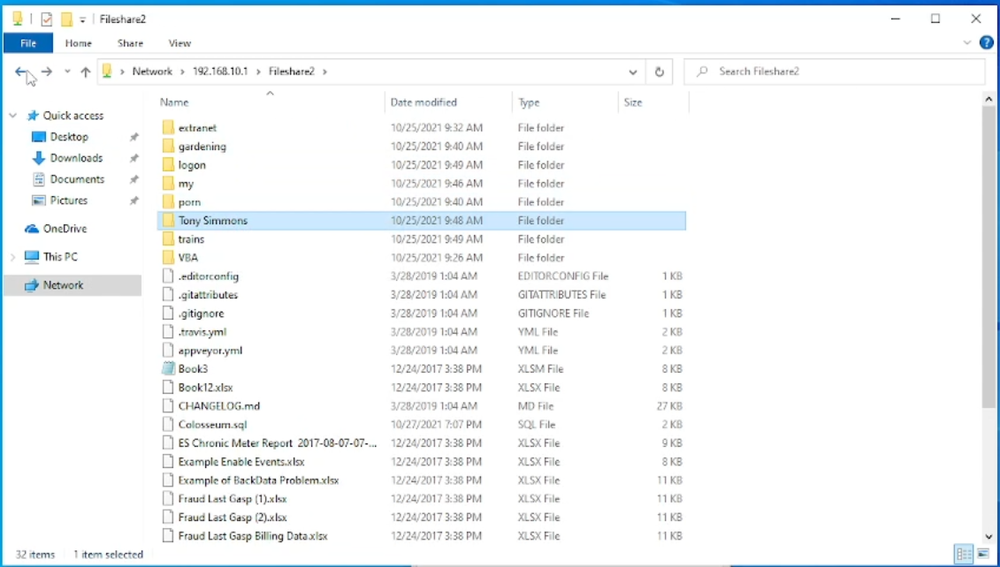 Fileshare2
File Home Share View
Network > 192.168.10.1 > Fileshare2 > Search Fileshare2
Name Date modified Type Size
Quick access
Desktop
Downloads
Documents
Pictures
OneDrive
This PC
Network
extranet 10/25/2021 9:32 AM File folder
gardening 10/25/2021 9:40 AM File folder
logon 10/25/2021 9:49 AM File folder
my 10/25/2021 9:46 AM File folder
porn 10/25/2021 9:40 AM File folder
Tony Simmons 10/25/2021 9:48 AM File folder
trains 10/25/2021 9:49 AM File folder
VBA 10/25/2021 9:26 AM File folder
.editorconfig 3/28/2019 1:04 AM EDITORCONFIG File 1 KB
.gitattributes 3/28/2019 1:04 AM GITATTRIBUTES File 1 KB
.gitignore 3/28/2019 1:04 AM GITIGNORE File 1 KB
.travis.yml 3/28/2019 1:04 AM YML File 2 KB
appveyor.yml 3/28/2019 1:04 AM YML File 2 KB
Book3 12/24/2017 3:38 PM XLSM File 8 KB
Book12.xlsx 12/24/2017 3:38 PM XLSX File 8 KB
CHANGELOG.md 3/28/2019 1:04 AM MD File 27 KB
Colosseum.sql 10/27/2021 7:07 PM SQL File 2 KB
ES Chronic Meter Report 2017-08-07-07-... 12/24/2017 3:38 PM XLSX File 9 KB
Example Enable Events.xlsx 12/24/2017 3:38 PM XLSX File 8 KB
Example of BackData Problem.xlsx 12/24/2017 3:38 PM XLSX File 11 KB
Fraud Last Gasp (1).xlsx 12/24/2017 3:38 PM XLSX File 11 KB
Fraud Last Gasp (2).xlsx 12/24/2017 3:38 PM XLSX File 11 KB
Fraud Last Gasp Billing Data.xlsx 12/24/2017 3:38 PM XLSX File 11 KB
32 items 1 item selected